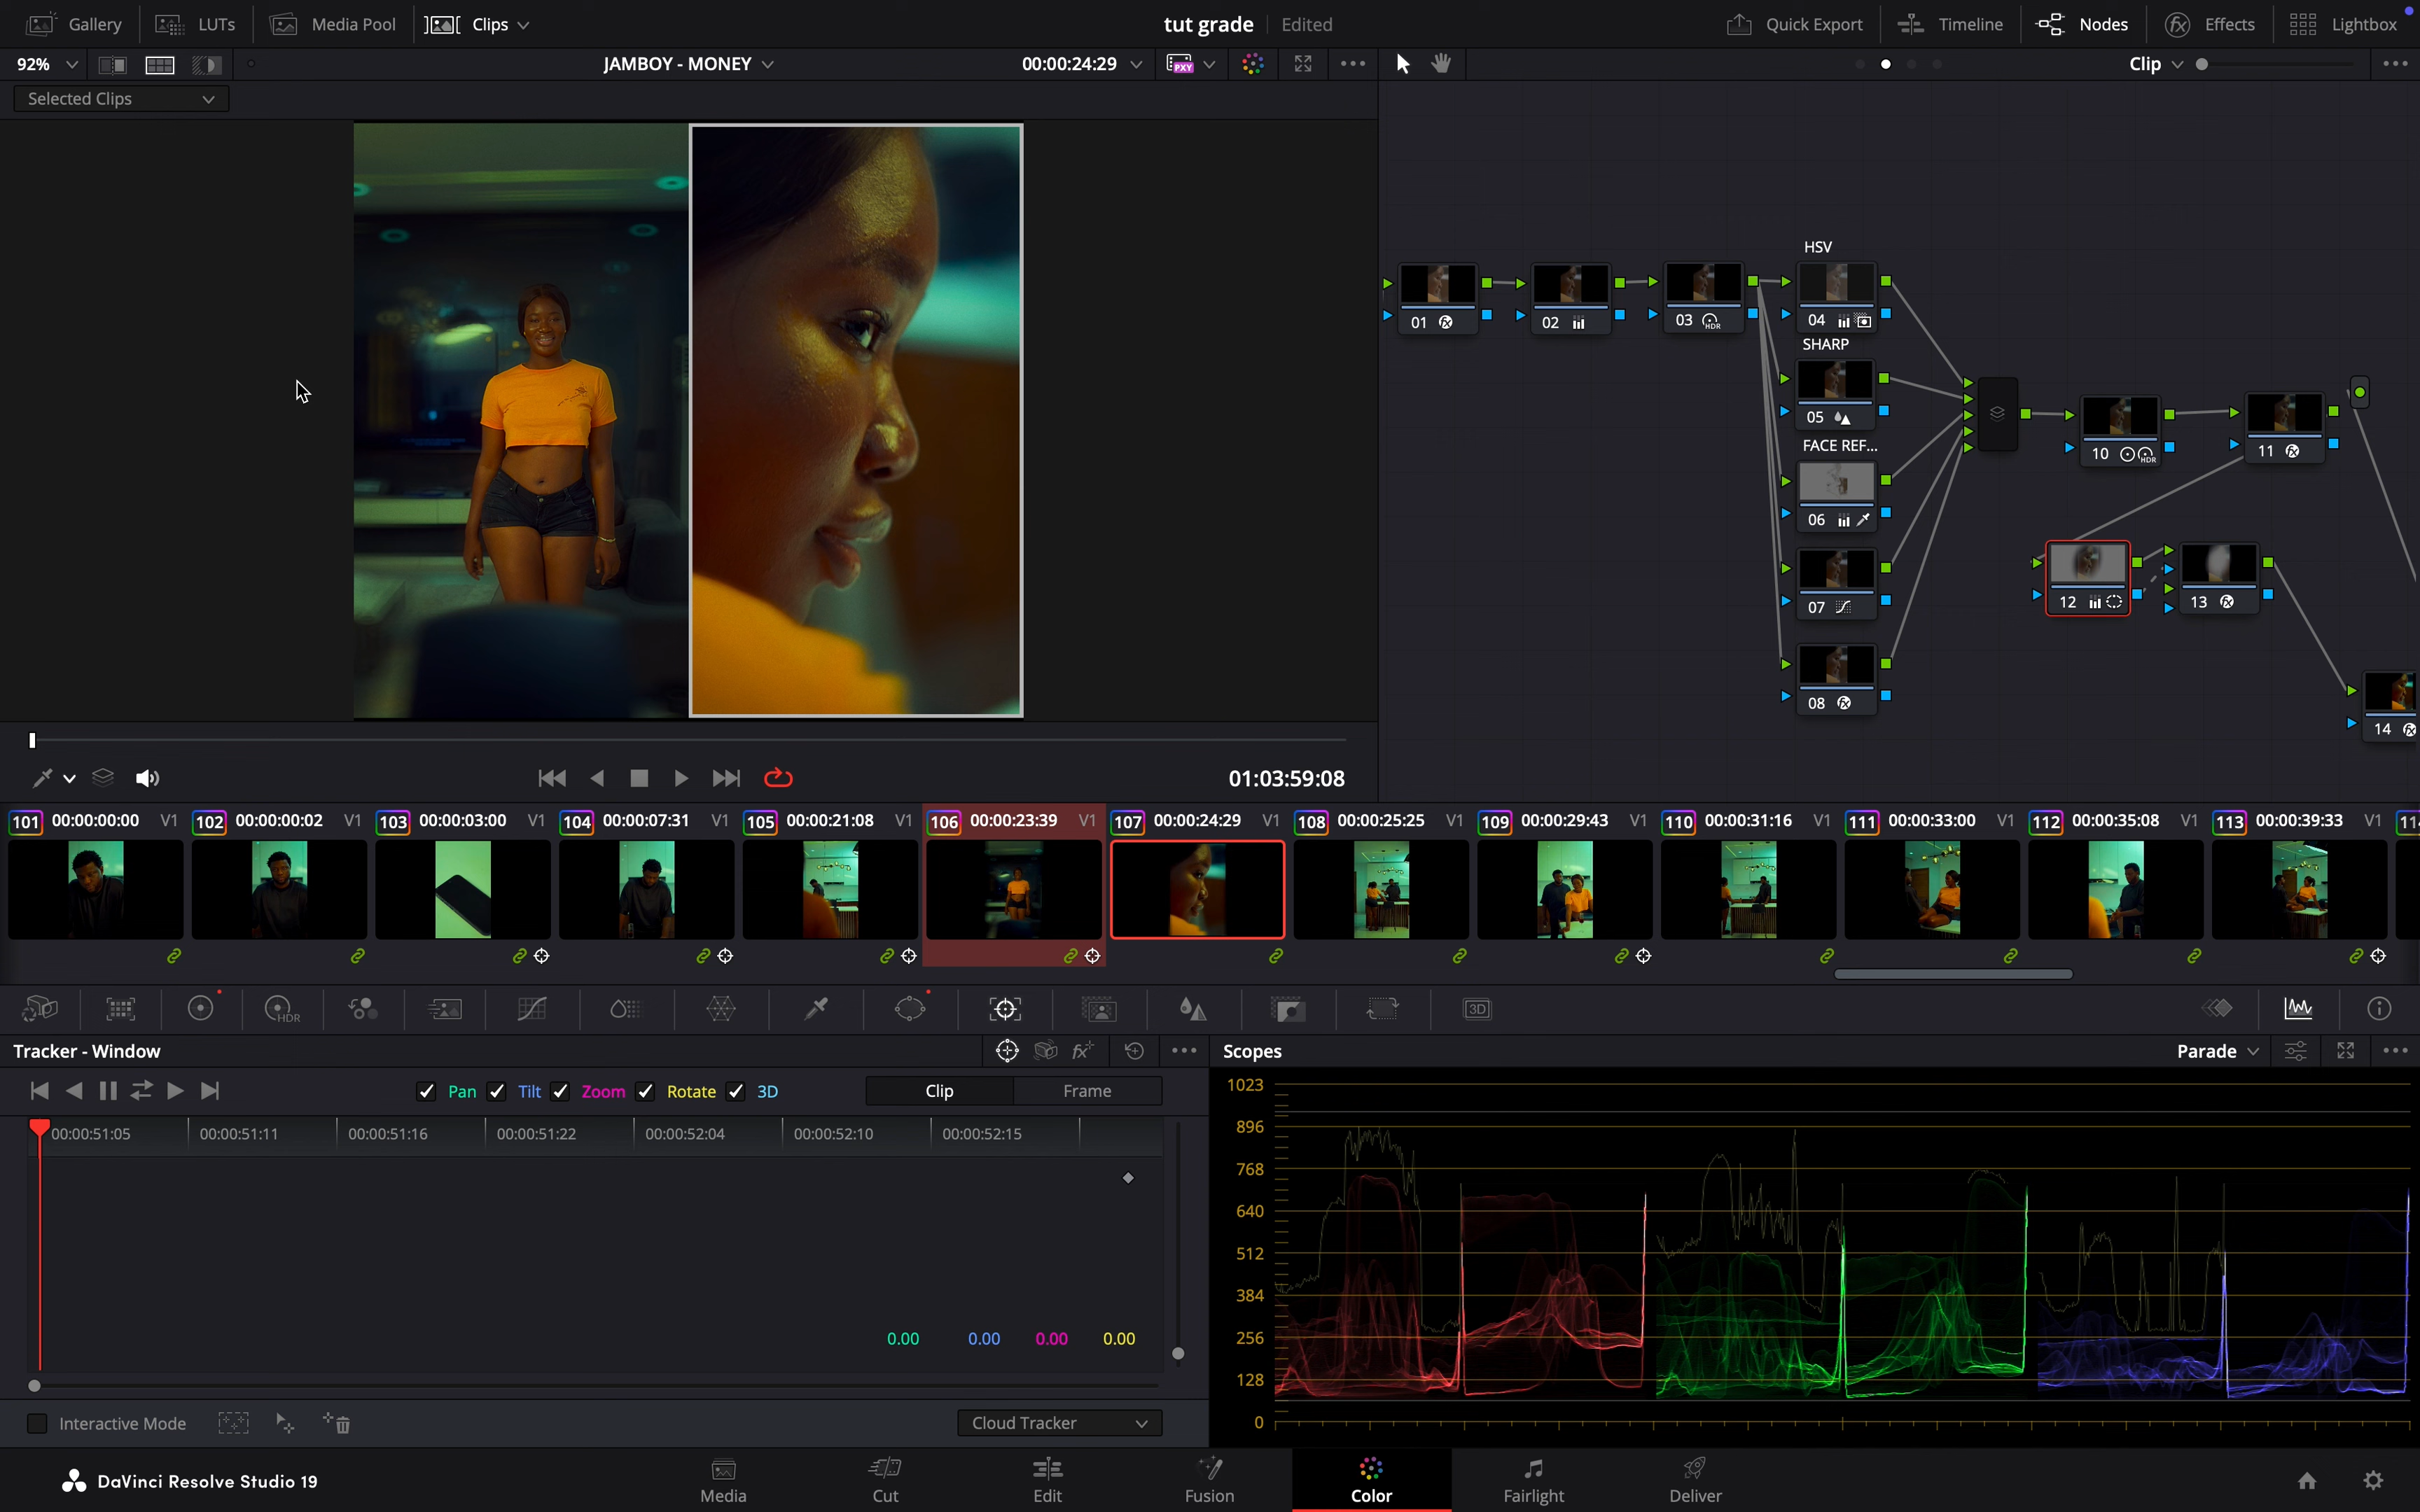 Gallery LUTs Media Pool Clips tut grade Edited Quick Export Timeline Nodes Effects Lightbox
92% JAMBOY - MONEY 00:00:24:29 PXY Clip
Selected Clips
HSV
01 02 03 HDR 04
SHARP
05
FACE REF...
06
07
08
10 HDR 11
12 13
14
01:03:59:08
101 00:00:00:00 V1 102 00:00:00:02 V1 103 00:00:03:00 V1 104 00:00:07:31 V1 105 00:00:21:08 V1 106 00:00:23:39 V1 107 00:00:24:29 V1 108 00:00:25:25 V1 109 00:00:29:43 V1 110 00:00:31:16 V1 111 00:00:33:00 V1 112 00:00:35:08 V1 113 00:00:39:33 V1
HDR 3D
Tracker - Window fx Scopes Parade
Pan Tilt Zoom Rotate 3D Clip Frame
00:00:51:05 00:00:51:11 00:00:51:16 00:00:51:22 00:00:52:04 00:00:52:10 00:00:52:15
1023
896
768
640
512
384
256
128
0
0.00 0.00 0.00 0.00
Interactive Mode Cloud Tracker
DaVinci Resolve Studio 19 Media Cut Edit Fusion Color Fairlight Deliver